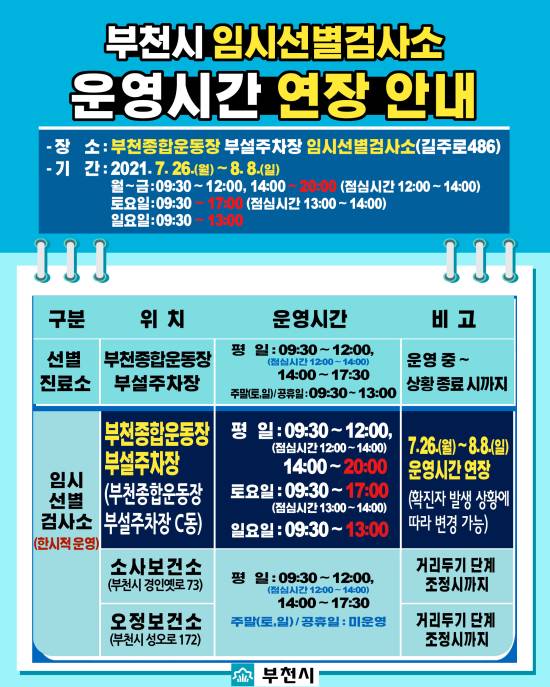 부천시 임시선별검사소
운영시간 연장 안내
- 장 소 : 부천종합운동장 부설주차장 임시선별검사소(길주로486)
- 기 간 : 2021. 7. 26.(월) ~ 8. 8.(일)
월~금 : 09:30 ~ 12:00, 14:00 ~ 20:00 (점심시간 12:00 ~ 14:00)
토요일 : 09:30 ~ 17:00 (점심시간 13:00 ~ 14:00)
일요일 : 09:30 ~ 13:00
구분 위 치 운영시간 비 고
선별
진료소
부천종합운동장
부설주차장
평 일 : 09:30 ~ 12:00,
(점심시간 12:00 ~ 14:00)
14:00 ~ 17:30
주말(토,일) / 공휴일 : 09:30 ~ 13:00
운영 중 ~
상황 종료 시까지
임시
선별
검사소
(한시적 운영)
부천종합운동장
부설주차장
(부천종합운동장
부설주차장 C동)
평 일 : 09:30 ~ 12:00,
(점심시간 12:00 ~ 14:00)
14:00 ~ 20:00
토요일 : 09:30 ~ 17:00
(점심시간 13:00 ~ 14:00)
일요일 : 09:30 ~ 13:00
7.26.(월) ~ 8.8.(일)
운영시간 연장
(확진자 발생 상황에
따라 변경 가능)
소사보건소
(부천시 경인옛로 73)
평 일 : 09:30 ~ 12:00,
(점심시간 12:00 ~ 14:00)
14:00 ~ 17:30
주말(토,일) / 공휴일 : 미운영
거리두기 단계
조정시까지
오정보건소
(부천시 성오로 172)
거리두기 단계
조정시까지
부천시